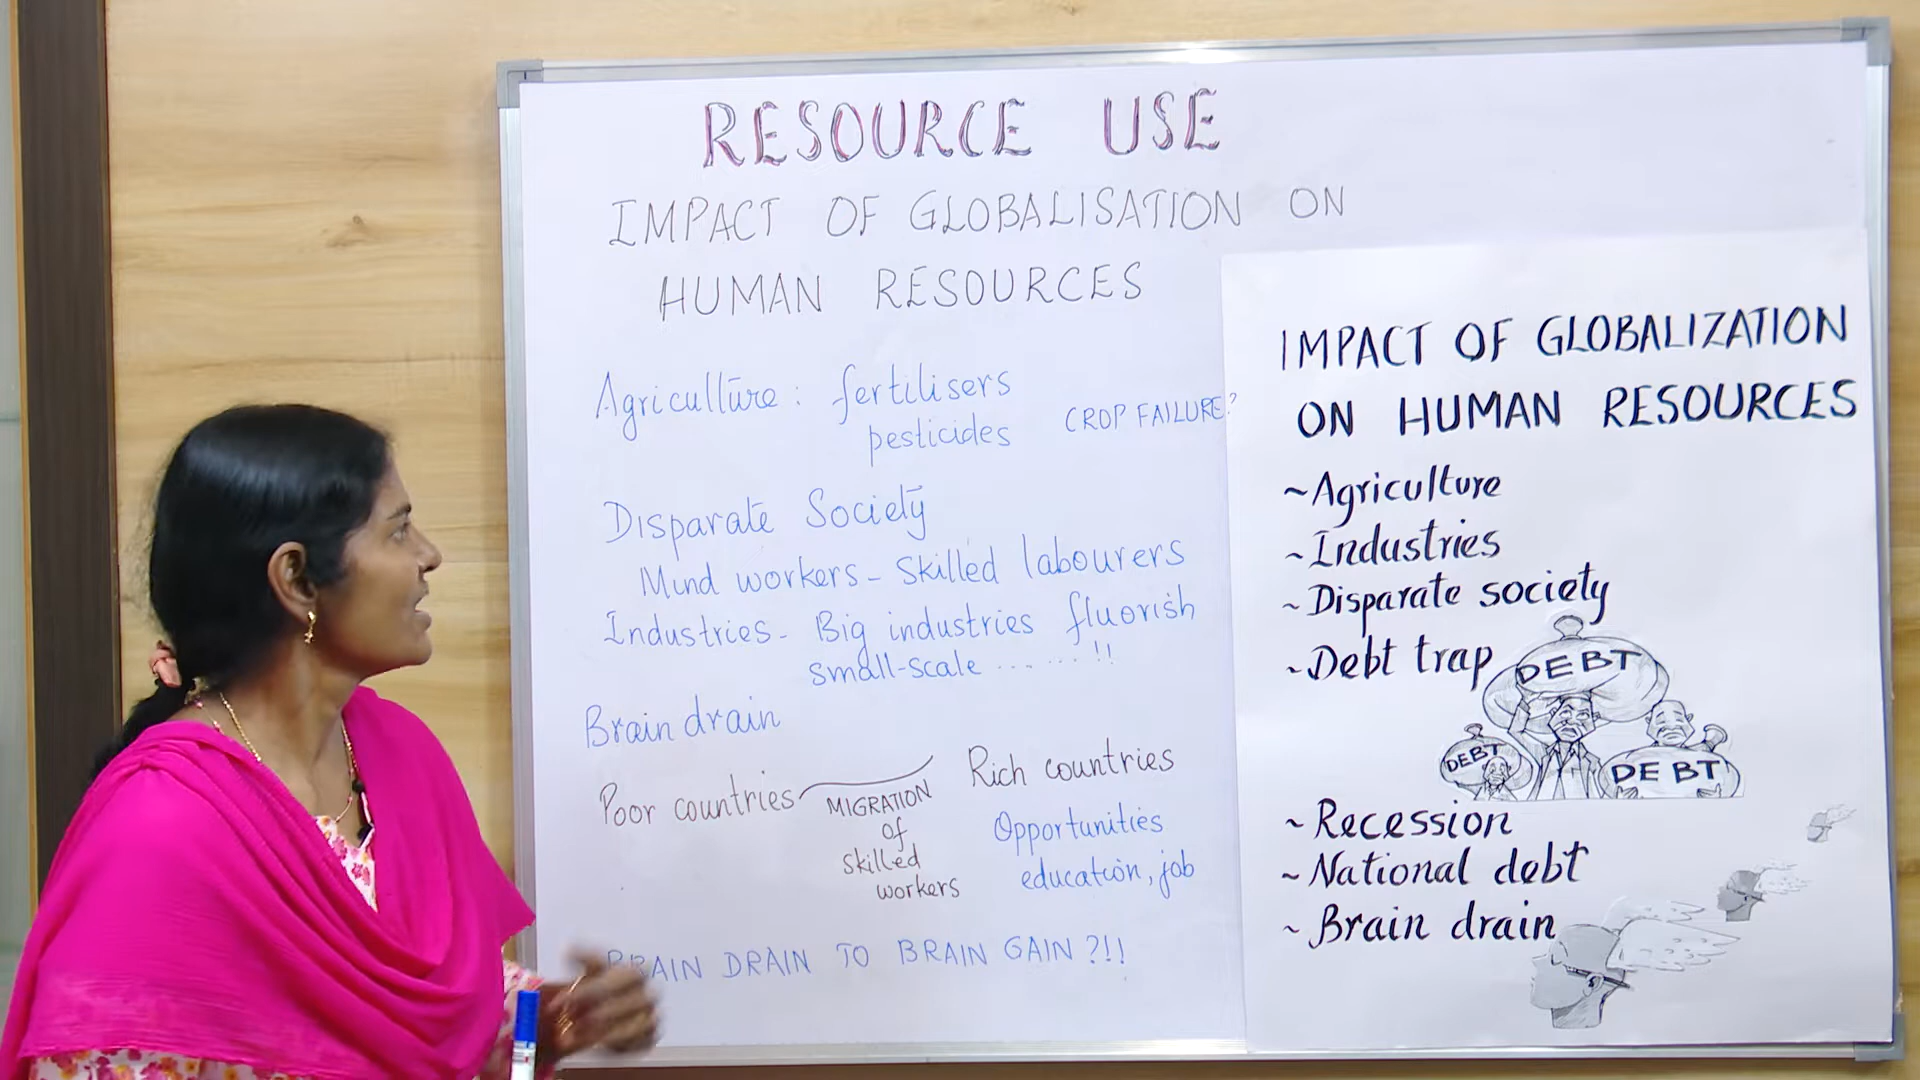 RESOURCE USE
IMPACT OF GLOBALISATION ON
HUMAN RESOURCES
Agriculture : fertilisers
pesticides
CROP FAILURE?
Disparate Society
Mind workers - Skilled labourers
Industries - Big industries fluorish
small-scale .......!!
Brain drain
Poor countries
Rich countries
MIGRATION
of
skilled
workers
Opportunities
education, job
BRAIN DRAIN TO BRAIN GAIN ?!!
IMPACT OF GLOBALIZATION
ON HUMAN RESOURCES
~Agriculture
~Industries
~Disparate society
~Debt trap
DEBT
DEBT
DEBT
~Recession
~National debt
~Brain drain